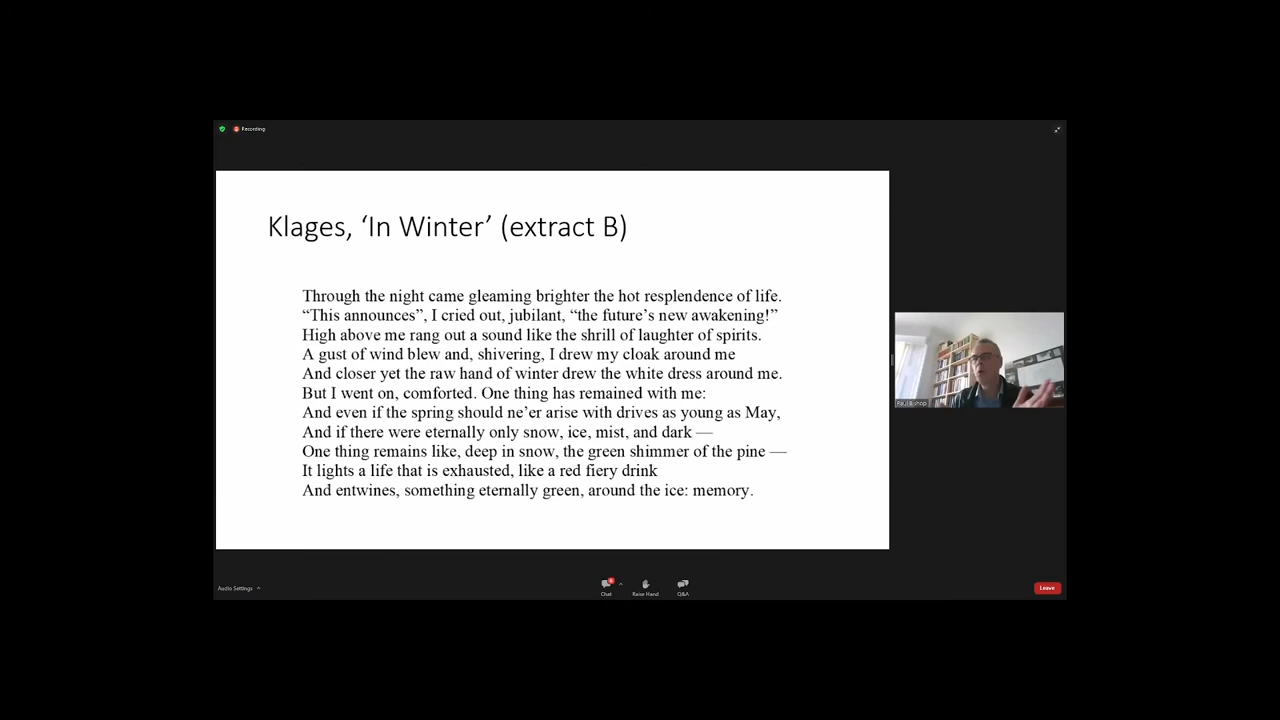 Recording
Klages, ‘In Winter’ (extract B)
Through the night came gleaming brighter the hot resplendence of life.
“This announces”, I cried out, jubilant, “the future’s new awakening!”
High above me rang out a sound like the shrill of laughter of spirits.
A gust of wind blew and, shivering, I drew my cloak around me
And closer yet the raw hand of winter drew the white dress around me.
But I went on, comforted. One thing has remained with me:
And even if the spring should ne’er arise with drives as young as May,
And if there were eternally only snow, ice, mist, and dark —
One thing remains like, deep in snow, the green shimmer of the pine —
It lights a life that is exhausted, like a red fiery drink
And entwines, something eternally green, around the ice: memory.
Paul Bishop
Audio Settings
Chat
Raise Hand
Q&A
Leave